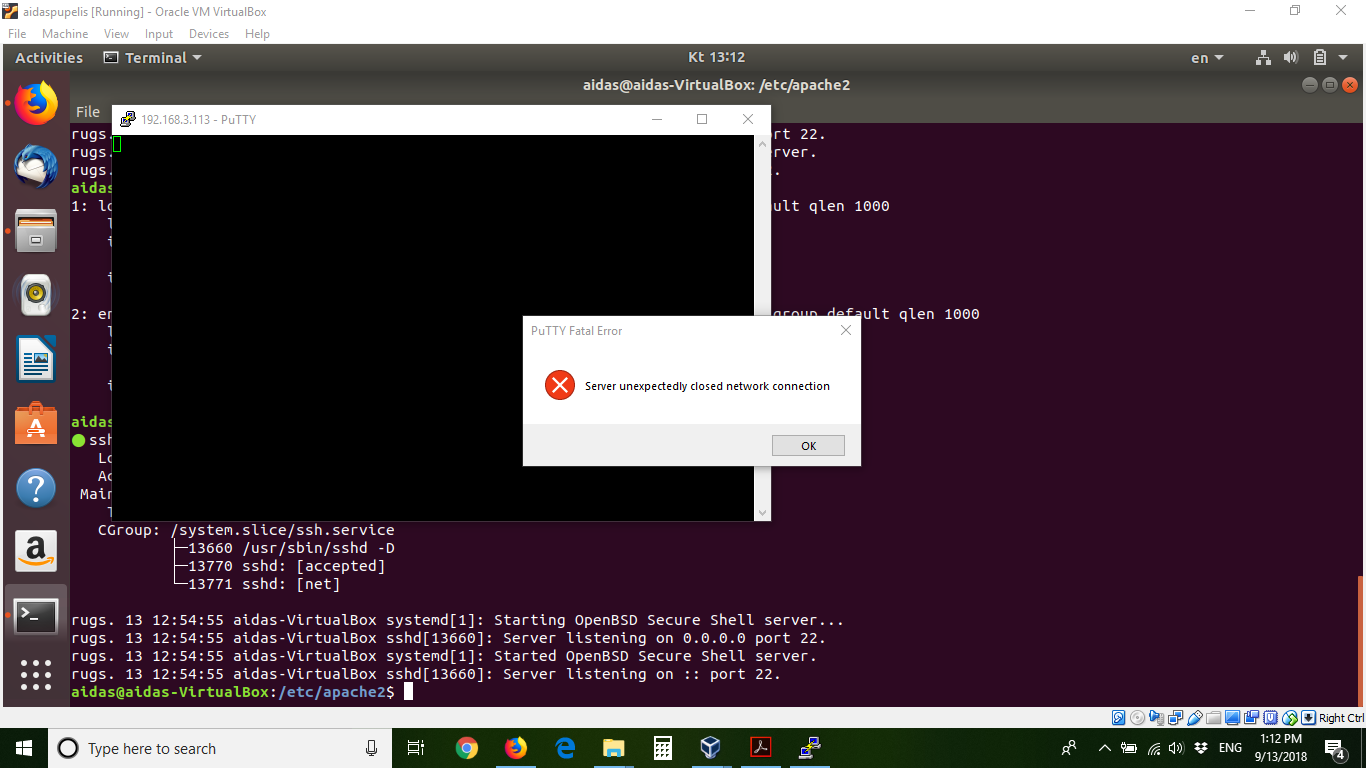 aidaspupelis [Running] - Oracle VM VirtualBox
File Machine View Input Devices Help
Activities Terminal Kt 13:12 en
aidas@aidas-VirtualBox: /etc/apache2
File
192.168.3.113 - PuTTY
rugs. rt 22.
rugs. rver.
rugs. .
aidas
1: lo ult qlen 1000
l
i
i
2: en group default qlen 1000
l
i
i
PuTTY Fatal Error
Server unexpectedly closed network connection
OK
aidas
ssh
Lo
Ac
Main
T
CGroup: /system.slice/ssh.service
├─13660 /usr/sbin/sshd -D
├─13770 sshd: [accepted]
└─13771 sshd: [net]
rugs. 13 12:54:55 aidas-VirtualBox systemd[1]: Starting OpenBSD Secure Shell server...
rugs. 13 12:54:55 aidas-VirtualBox sshd[13660]: Server listening on 0.0.0.0 port 22.
rugs. 13 12:54:55 aidas-VirtualBox systemd[1]: Started OpenBSD Secure Shell server.
rugs. 13 12:54:55 aidas-VirtualBox sshd[13660]: Server listening on :: port 22.
aidas@aidas-VirtualBox:/etc/apache2$
Right Ctrl
Type here to search
ENG
1:12 PM
9/13/2018
4